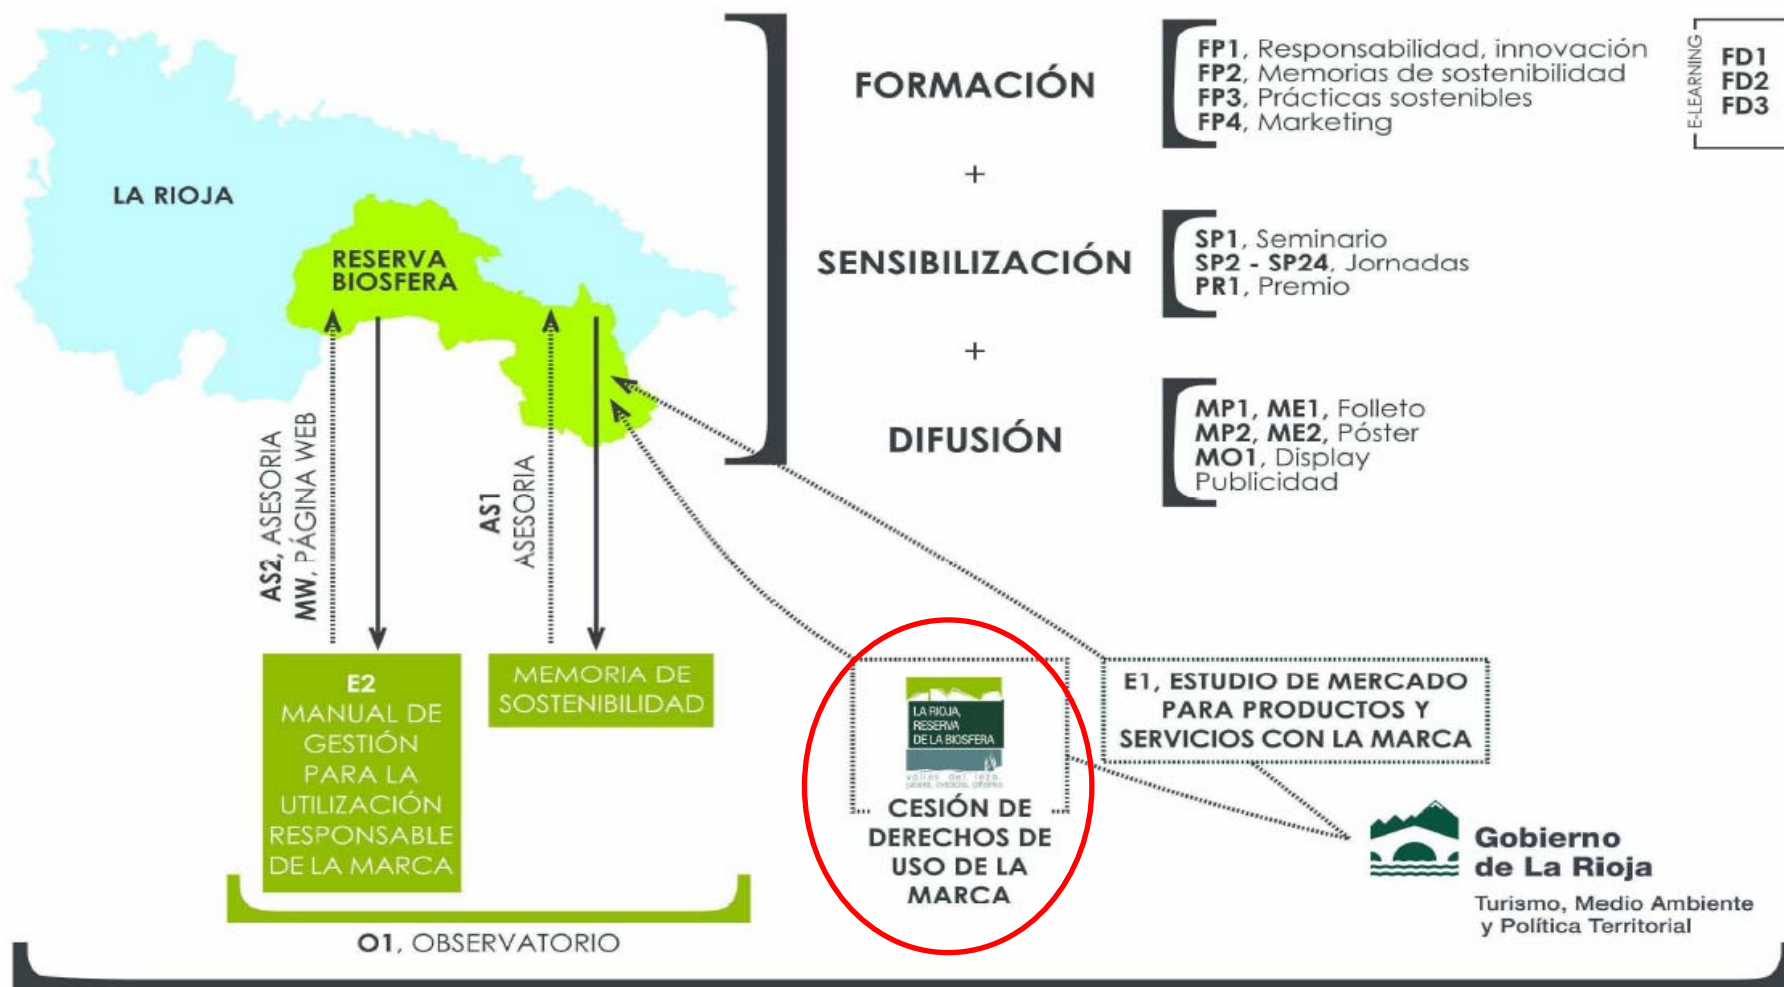 LA RIOJA
RESERVA
BIOSFERA
FORMACIÓN
+
SENSIBILIZACIÓN
+
DIFUSIÓN
FP1, Responsabilidad, innovación
FP2, Memorias de sostenibilidad
FP3, Prácticas sostenibles
FP4, Marketing
E-LEARNING
FD1
FD2
FD3
SP1, Seminario
SP2 - SP24, Jornadas
PR1, Premio
MP1, ME1, Folleto
MP2, ME2, Póster
MO1, Display
Publicidad
AS2, ASESORIA
MW, PÁGINA WEB
AS1
ASESORIA
E2
MANUAL DE
GESTIÓN
PARA LA
UTILIZACIÓN
RESPONSABLE
DE LA MARCA
MEMORIA DE
SOSTENIBILIDAD
O1, OBSERVATORIO
LA RIOJA,
RESERVA
DE LA BIOSFERA
valles del leza,
CESIÓN DE
DERECHOS DE
USO DE LA
MARCA
E1, ESTUDIO DE MERCADO
PARA PRODUCTOS Y
SERVICIOS CON LA MARCA
Gobierno
de La Rioja
Turismo, Medio Ambiente
y Política Territorial